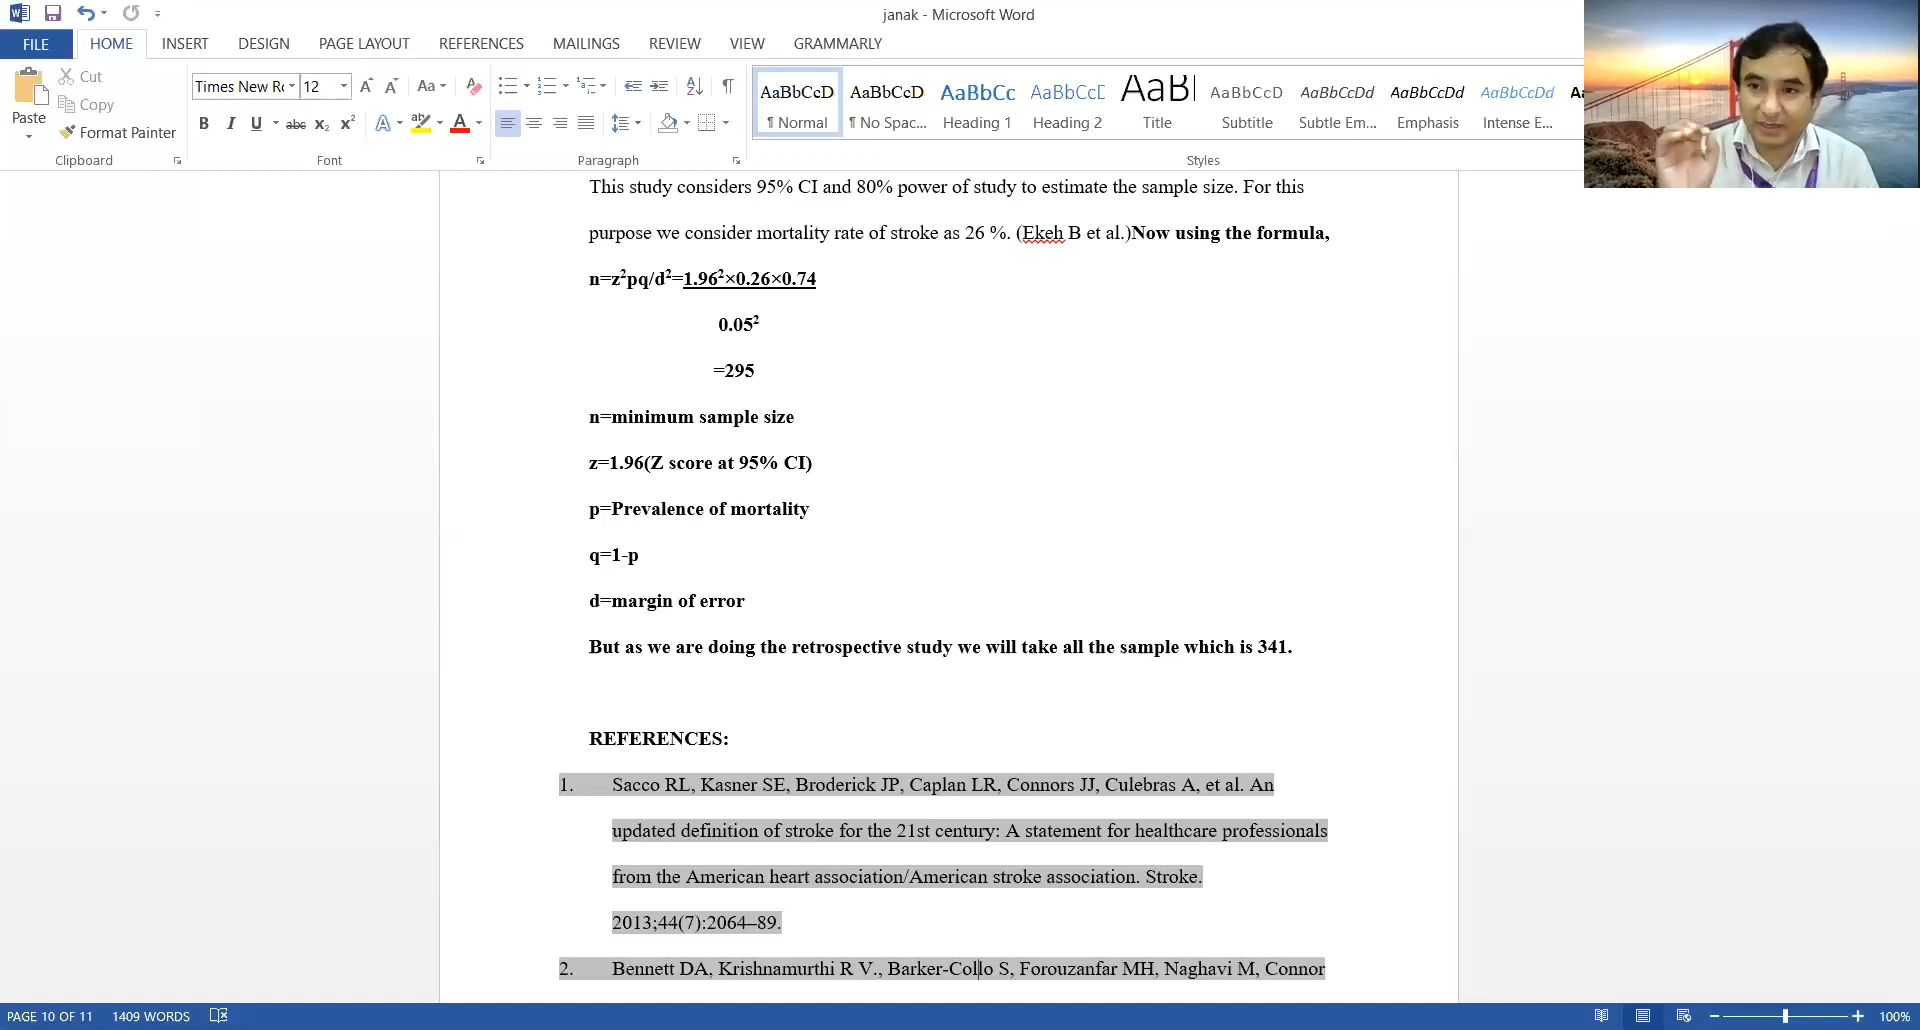 janak - Microsoft Word
FILE HOME INSERT DESIGN PAGE LAYOUT REFERENCES MAILINGS REVIEW VIEW GRAMMARLY
Paste
Cut
Copy
Format Painter
Clipboard
Times New Rc 12
Aa
B I U abc x₂ x² A ab A
Font
Paragraph
AaBbCcD AaBbCcD AaBbCc AaBbCcD AaBl AaBbCcD AaBbCcDd AaBbCcDd AaBbCcDd
¶ Normal ¶ No Spac... Heading 1 Heading 2 Title Subtitle Subtle Em... Emphasis Intense E...
Styles
This study considers 95% CI and 80% power of study to estimate the sample size. For this
purpose we consider mortality rate of stroke as 26 %. (Ekeh B et al.)Now using the formula,
n=z²pq/d²=1.96²×0.26×0.74
0.05²
=295
n=minimum sample size
z=1.96(Z score at 95% CI)
p=Prevalence of mortality
q=1-p
d=margin of error
But as we are doing the retrospective study we will take all the sample which is 341.
REFERENCES:
1. Sacco RL, Kasner SE, Broderick JP, Caplan LR, Connors JJ, Culebras A, et al. An
updated definition of stroke for the 21st century: A statement for healthcare professionals
from the American heart association/American stroke association. Stroke.
2013;44(7):2064–89.
2. Bennett DA, Krishnamurthi R V., Barker-Collo S, Forouzanfar MH, Naghavi M, Connor
PAGE 10 OF 11 1409 WORDS 100%